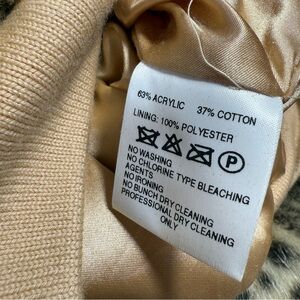 63% ACRYLIC 37% COTTON
LINING: 100% POLYESTER
P
NO WASHING
NO CHLORINE TYPE BLEACHING
AGENTS
NO IRONING
NO BUNCH DRY CLEANING
PROFESSIONAL DRY CLEANING
ONLY